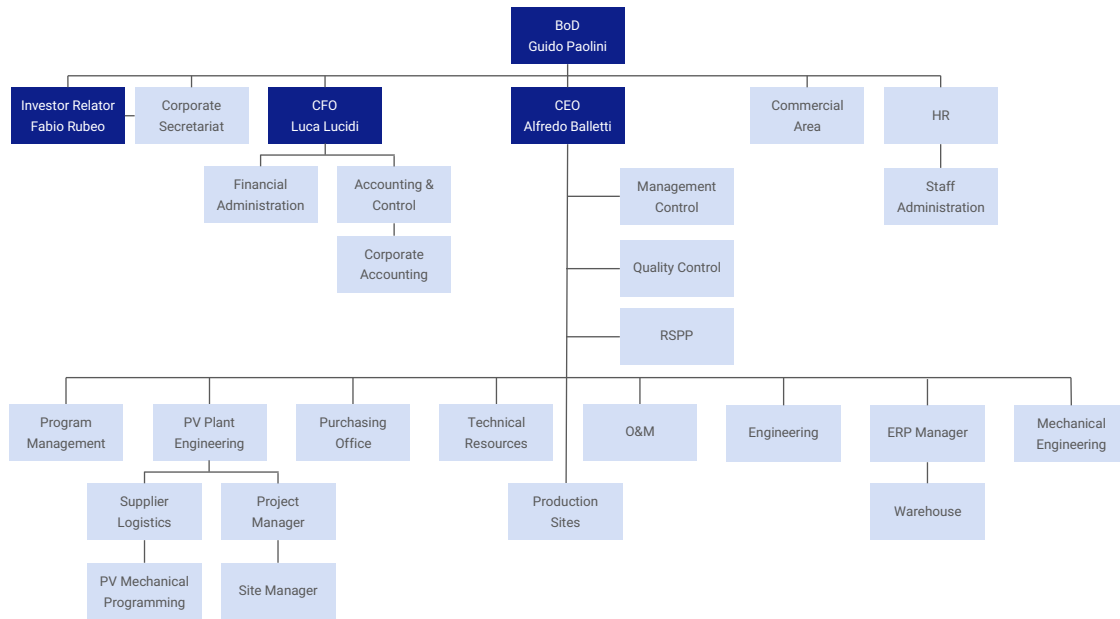 BoD
Guido Paolini
Investor Relator
Fabio Rubeo
Corporate
Secretariat
CFO
Luca Lucidi
CEO
Alfredo Balletti
Commercial
Area
HR
Financial
Administration
Accounting &
Control
Management
Control
Staff
Administration
Corporate
Accounting
Quality Control
RSPP
Program
Management
PV Plant
Engineering
Purchasing
Office
Technical
Resources
O&M
Engineering
ERP Manager
Mechanical
Engineering
Supplier
Logistics
Project
Manager
Production
Sites
Warehouse
PV Mechanical
Programming
Site Manager